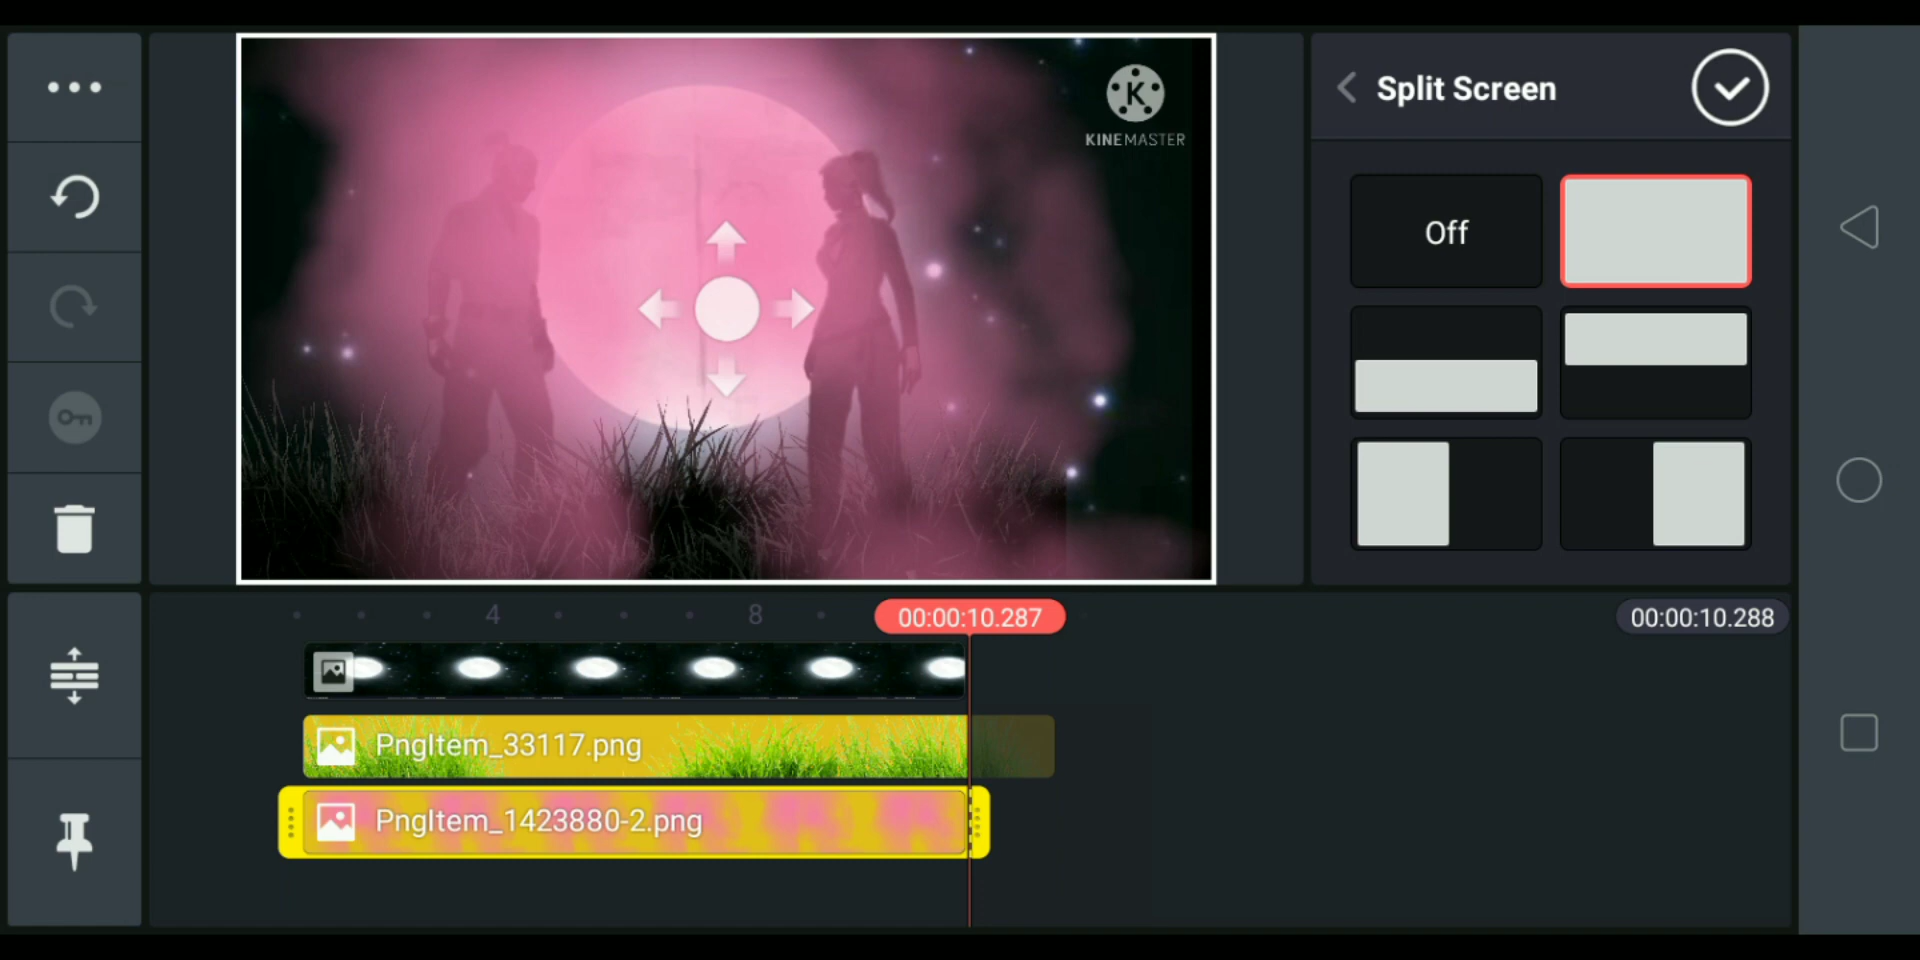 K
KINEMASTER
Split Screen
Off
4
8
00:00:10.287
00:00:10.288
PngItem_33117.png
PngItem_1423880-2.png